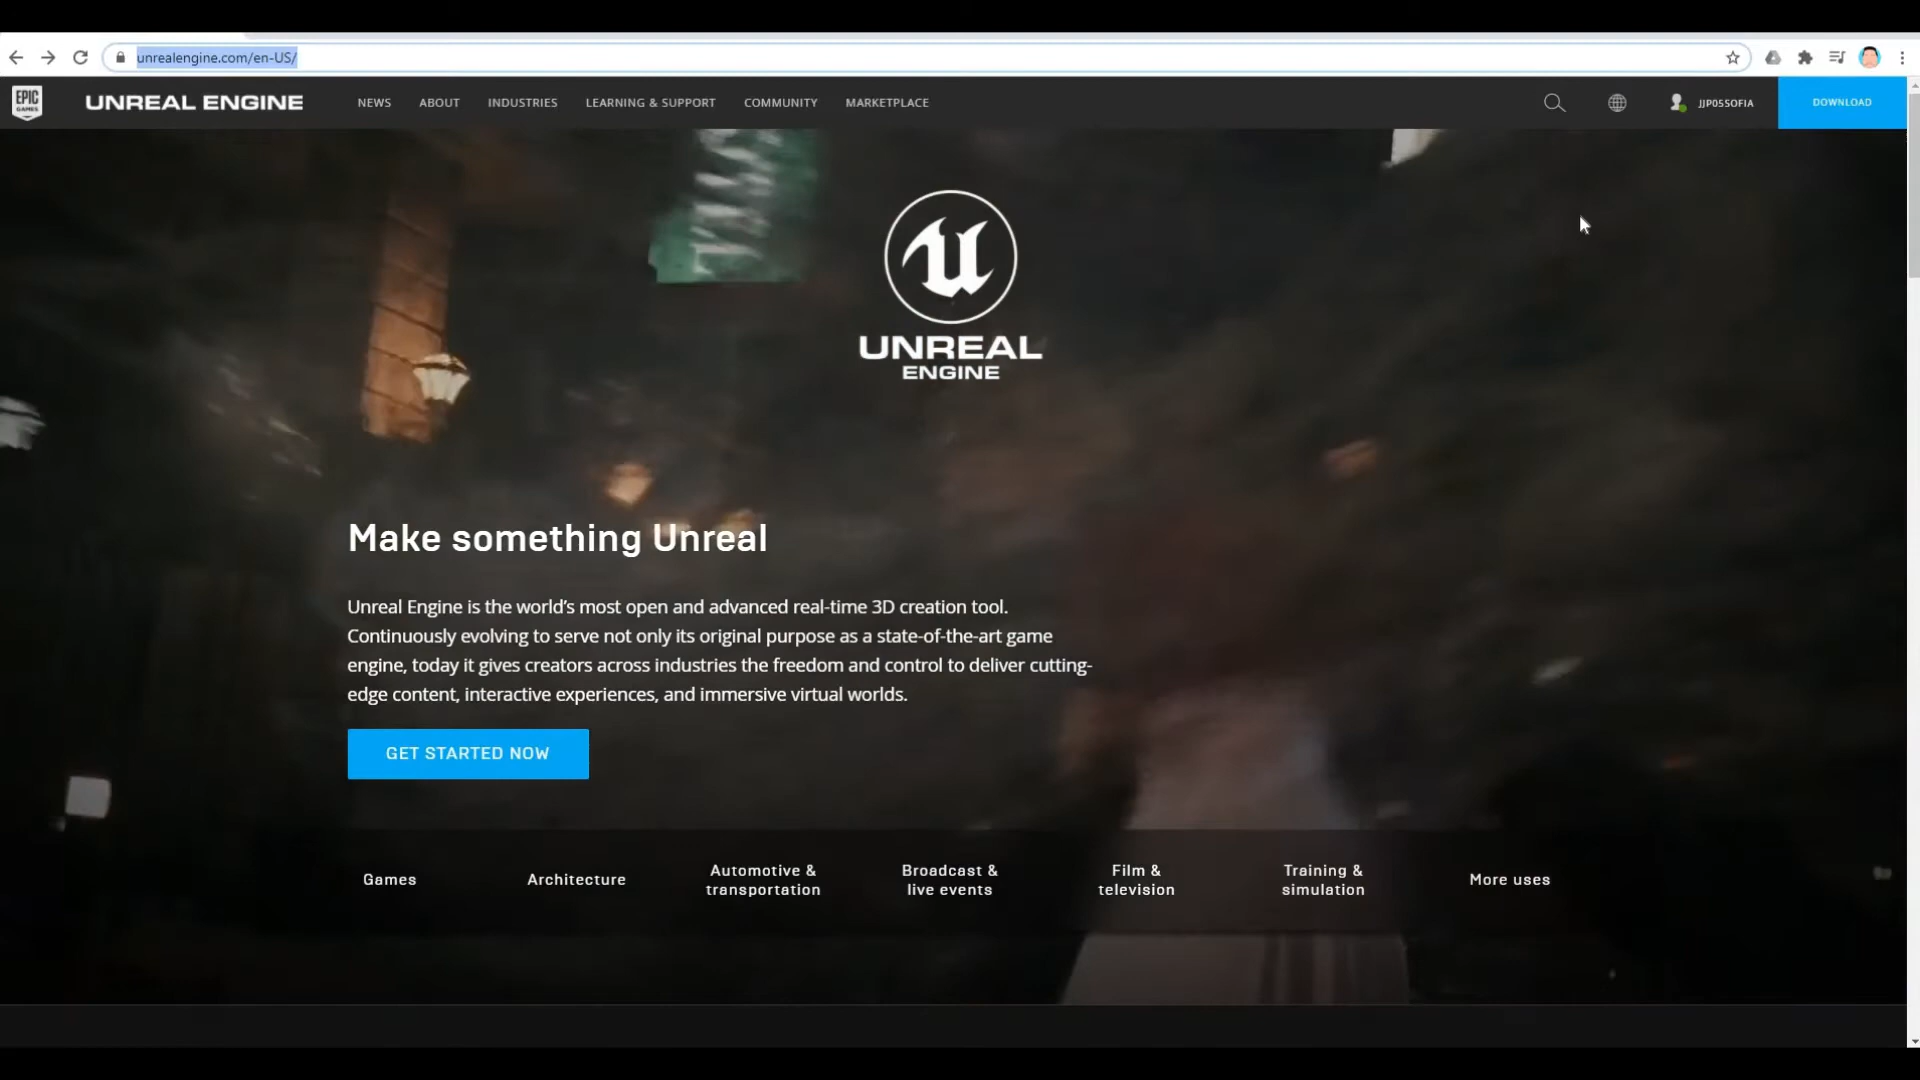 unrealengine.com/en-US/
EPIC GAMES
UNREAL ENGINE
NEWS
ABOUT
INDUSTRIES
LEARNING & SUPPORT
COMMUNITY
MARKETPLACE
JJP05SOFIA
DOWNLOAD
UNREAL
ENGINE
Make something Unreal
Unreal Engine is the world’s most open and advanced real-time 3D creation tool.
Continuously evolving to serve not only its original purpose as a state-of-the-art game
engine, today it gives creators across industries the freedom and control to deliver cutting-
edge content, interactive experiences, and immersive virtual worlds.
GET STARTED NOW
Games
Architecture
Automotive &
transportation
Broadcast &
live events
Film &
television
Training &
simulation
More uses